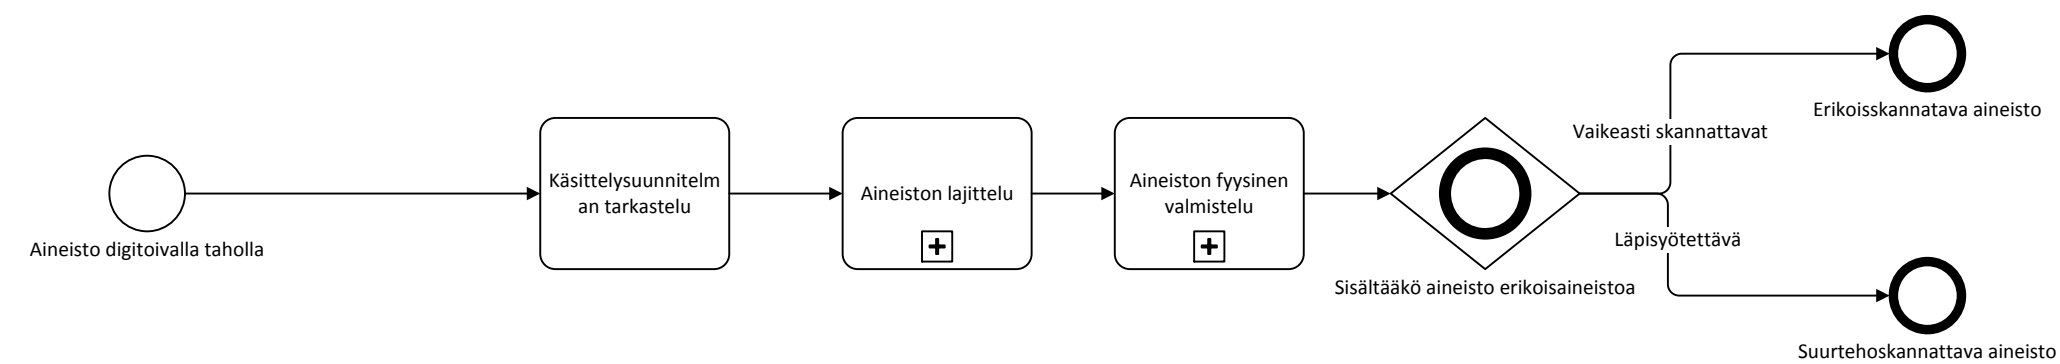 Aineisto digitoivalla taholla
Käsittelysuunnitelm
an tarkastelu
Aineiston lajittelu
Aineiston fyysinen
valmistelu
Sisältääkö aineisto erikoisaineistoa
Vaikeasti skannattavat
Erikoisskannatava aineisto
Läpisyötettävä
Suurtehoskannattava aineisto